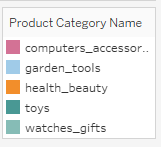 Product Category Name
computers_accessor..
garden_tools
health_beauty
toys
watches_gifts